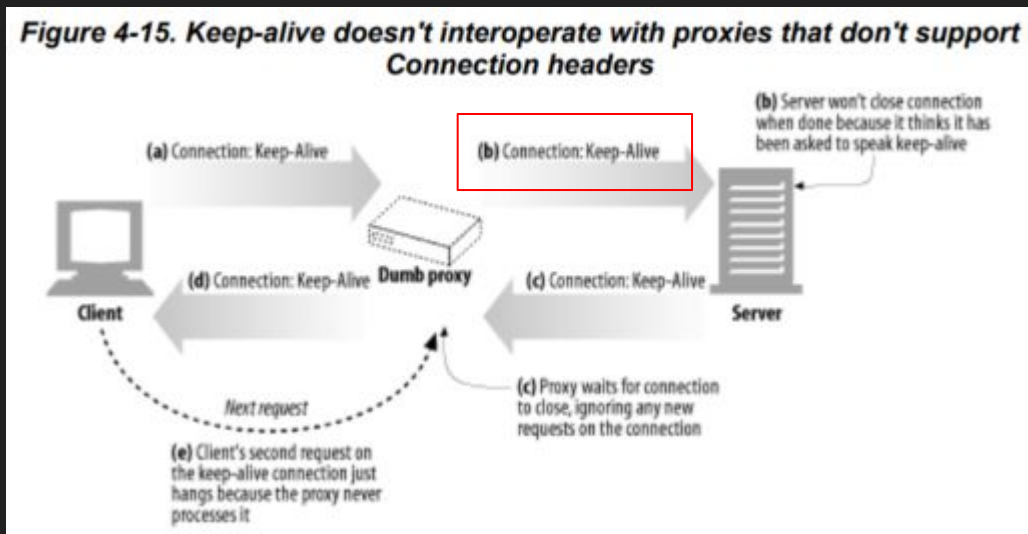 Figure 4-15. Keep-alive doesn't interoperate with proxies that don't support
Connection headers
(b) Server won't close connection
when done because it thinks it has
been asked to speak keep-alive
(a) Connection: Keep-Alive
(b) Connection: Keep-Alive
(d) Connection: Keep-Alive
Dumb proxy
(c) Connection: Keep-Alive
Client
Server
(c) Proxy waits for connection
to close, ignoring any new
requests on the connection
Next request
(e) Client's second request on
the keep-alive connection just
hangs because the proxy never
processes it